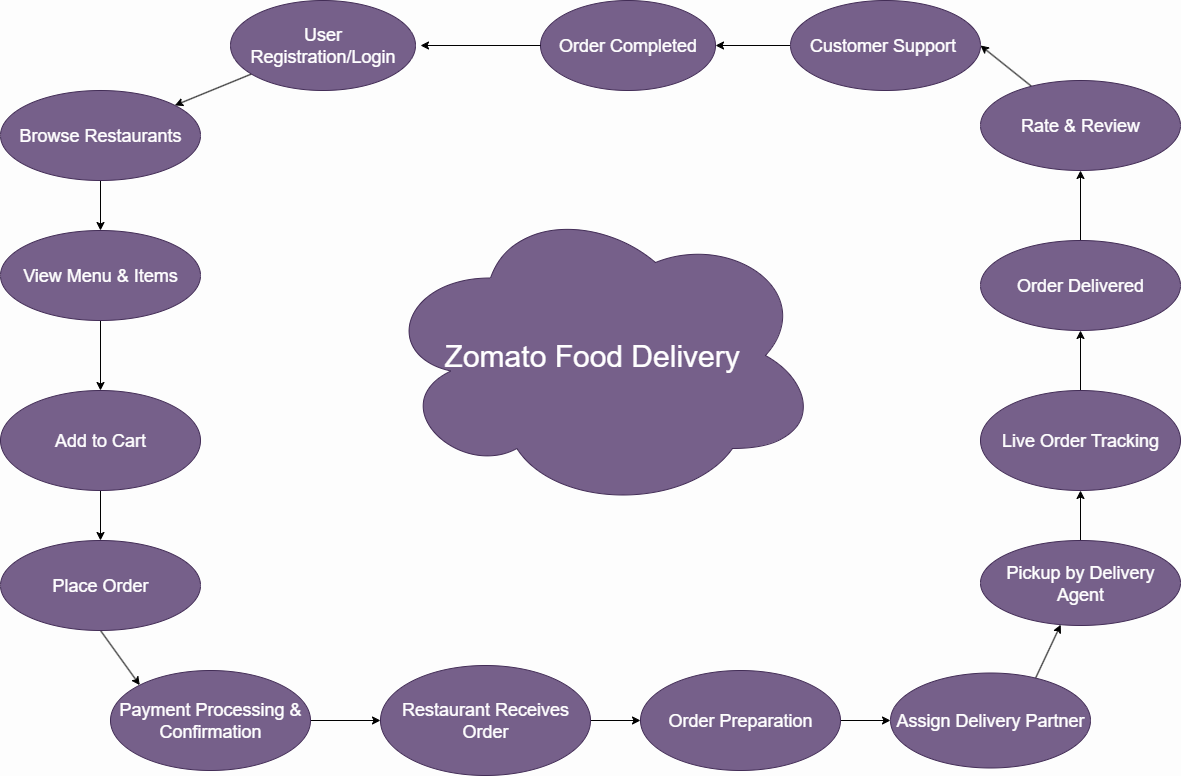 User
Registration/Login
Order Completed
Customer Support
Browse Restaurants
Rate & Review
View Menu & Items
Order Delivered
Zomato Food Delivery
Add to Cart
Live Order Tracking
Place Order
Pickup by Delivery
Agent
Payment Processing &
Confirmation
Restaurant Receives
Order
Order Preparation
Assign Delivery Partner